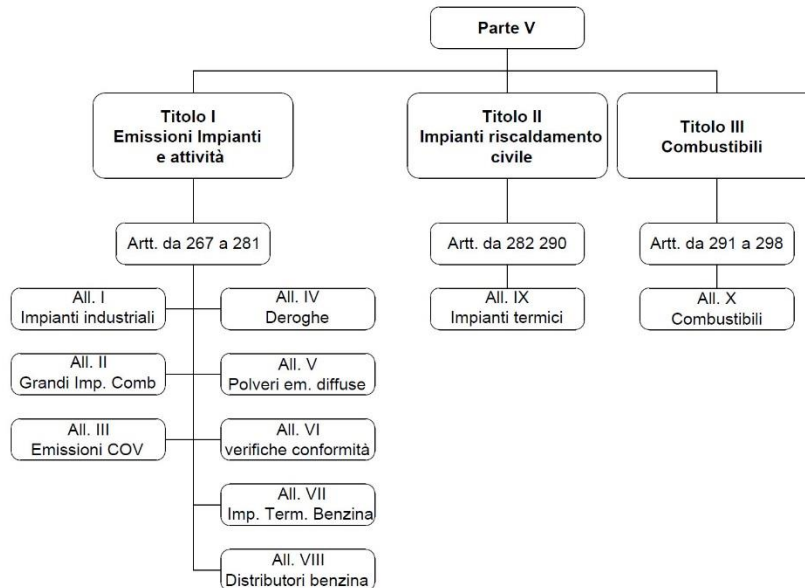 Parte V
Titolo I
Emissioni Impianti
e attività
Titolo II
Impianti riscaldamento
civile
Titolo III
Combustibili
Artt. da 267 a 281
Artt. da 282 290
Artt. da 291 a 298
All. I
Impianti industriali
All. IV
Deroghe
All. IX
Impianti termici
All. X
Combustibili
All. II
Grandi Imp. Comb
All. V
Polveri em. diffuse
All. III
Emissioni COV
All. VI
verifiche conformità
All. VII
Imp. Term. Benzina
All. VIII
Distributori benzina